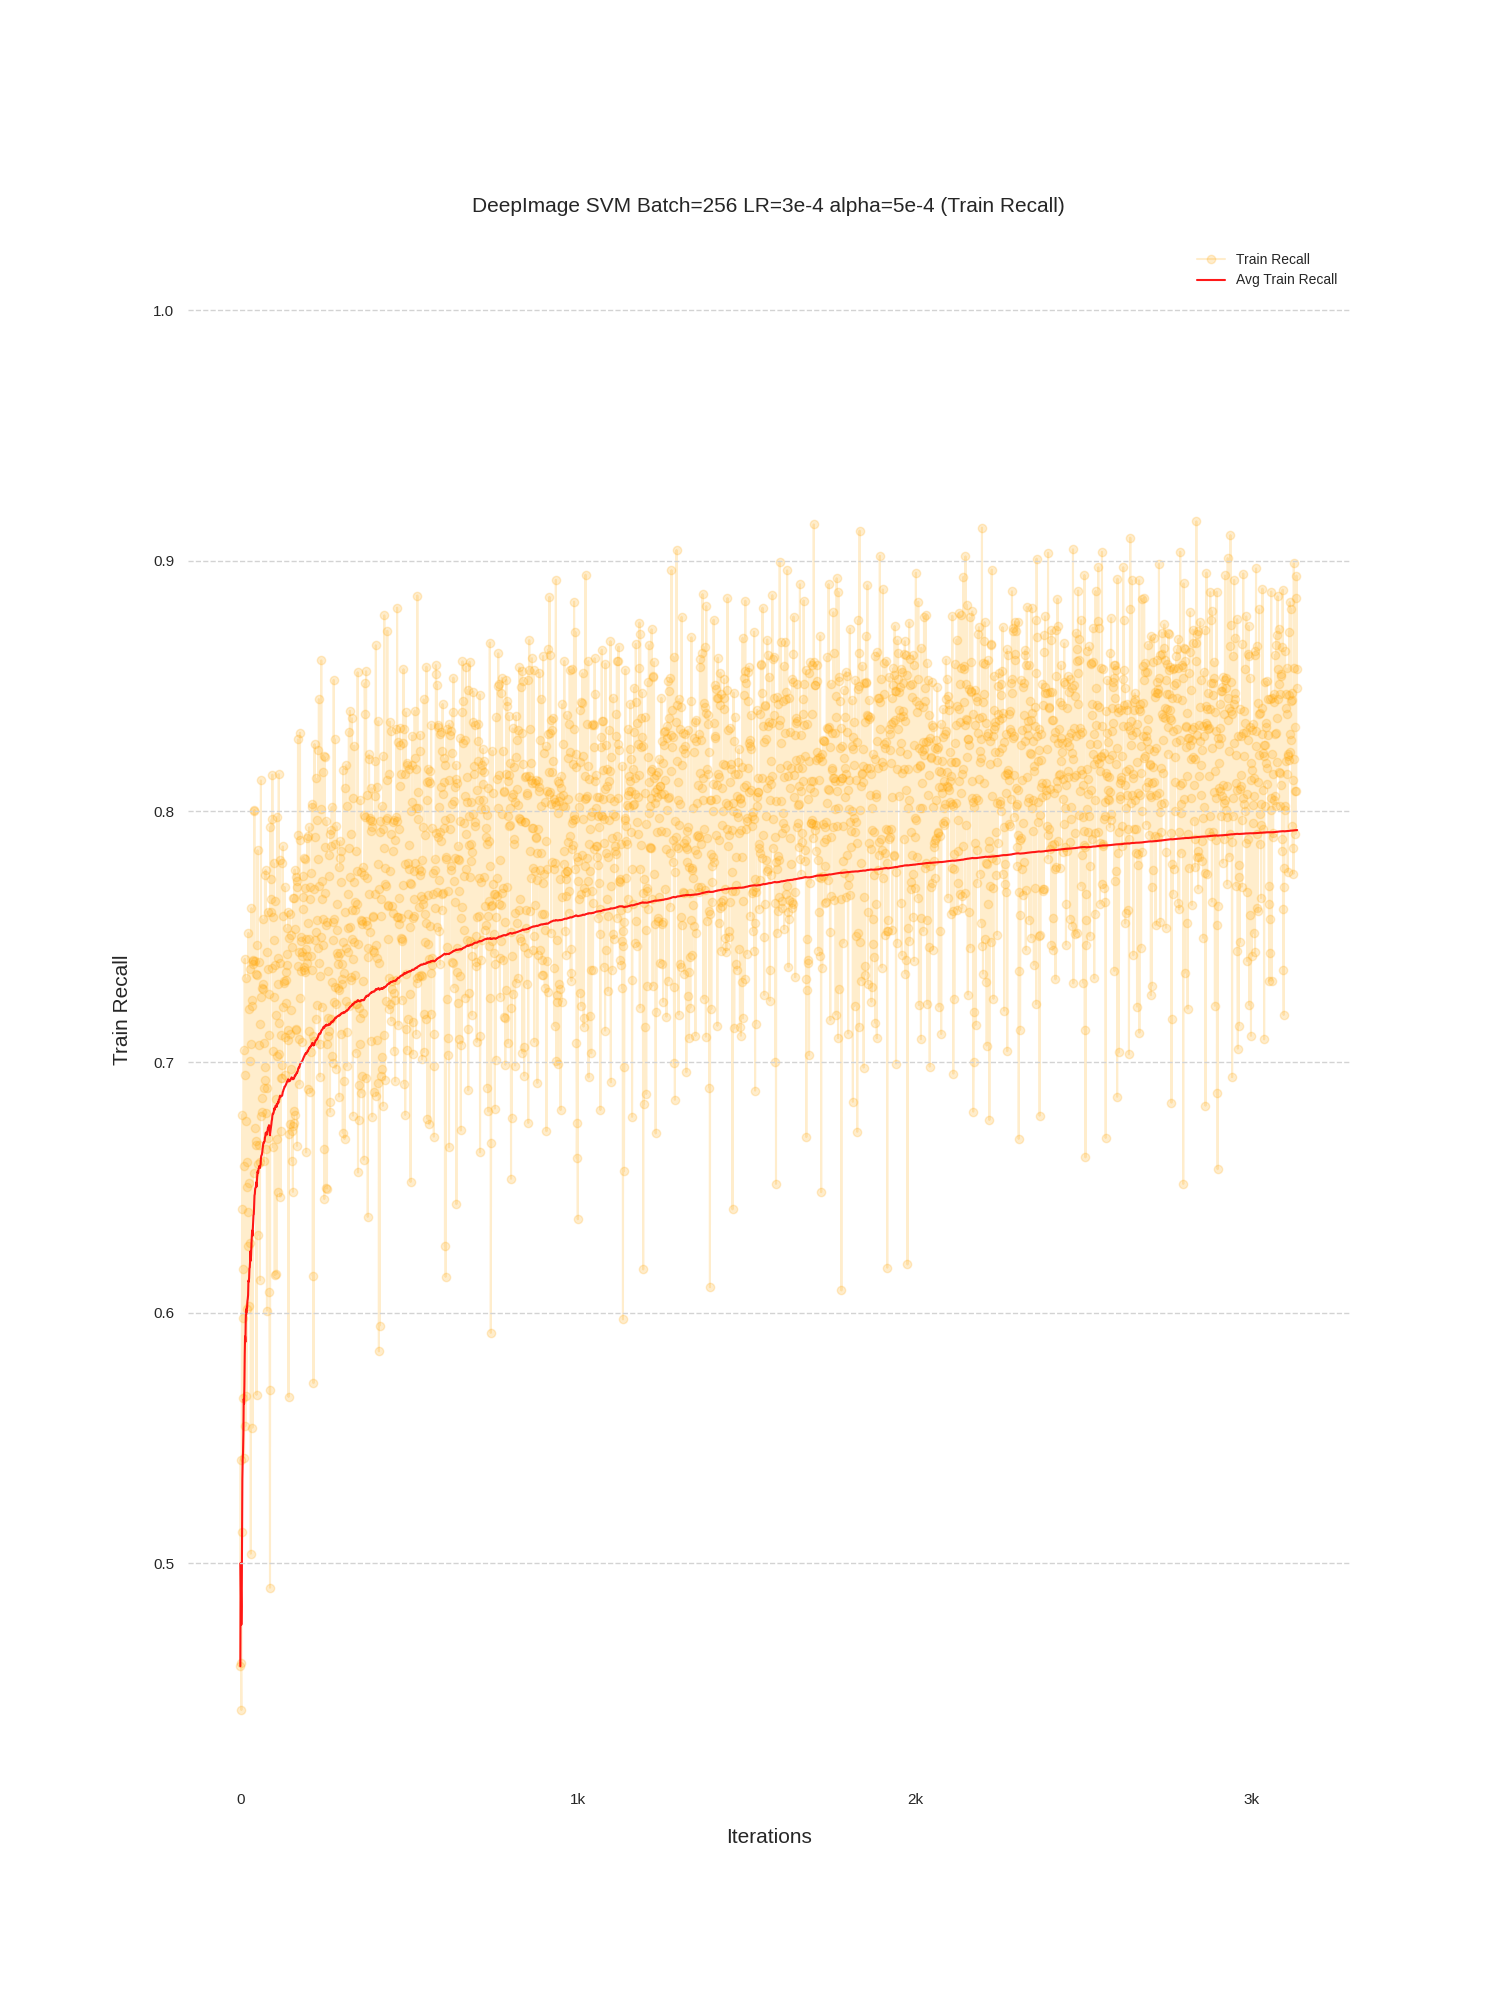 DeepImage SVM Batch=256 LR=3e-4 alpha=5e-4 (Train Recall)
Train Recall
Avg Train Recall
1.0
0.9
0.8
0.7
0.6
0.5
Train Recall
0
1k
2k
3k
Iterations